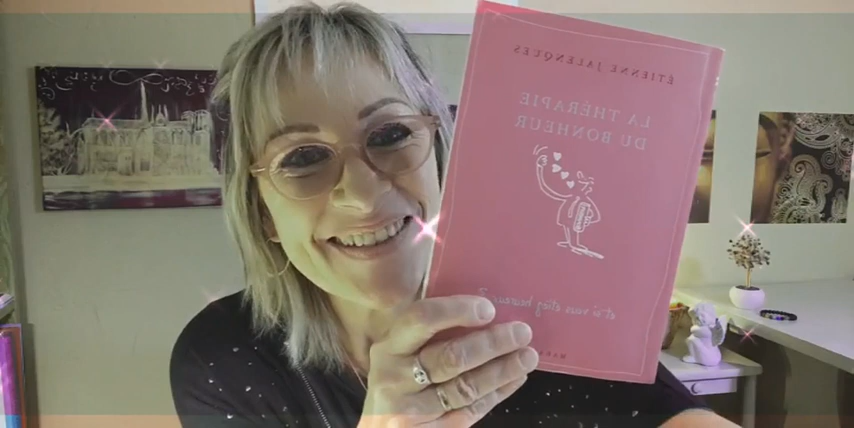 ÉTIENNE JALENQUES
LA THÉRAPIE
DU BONHEUR
et si vous étiez heureux ?